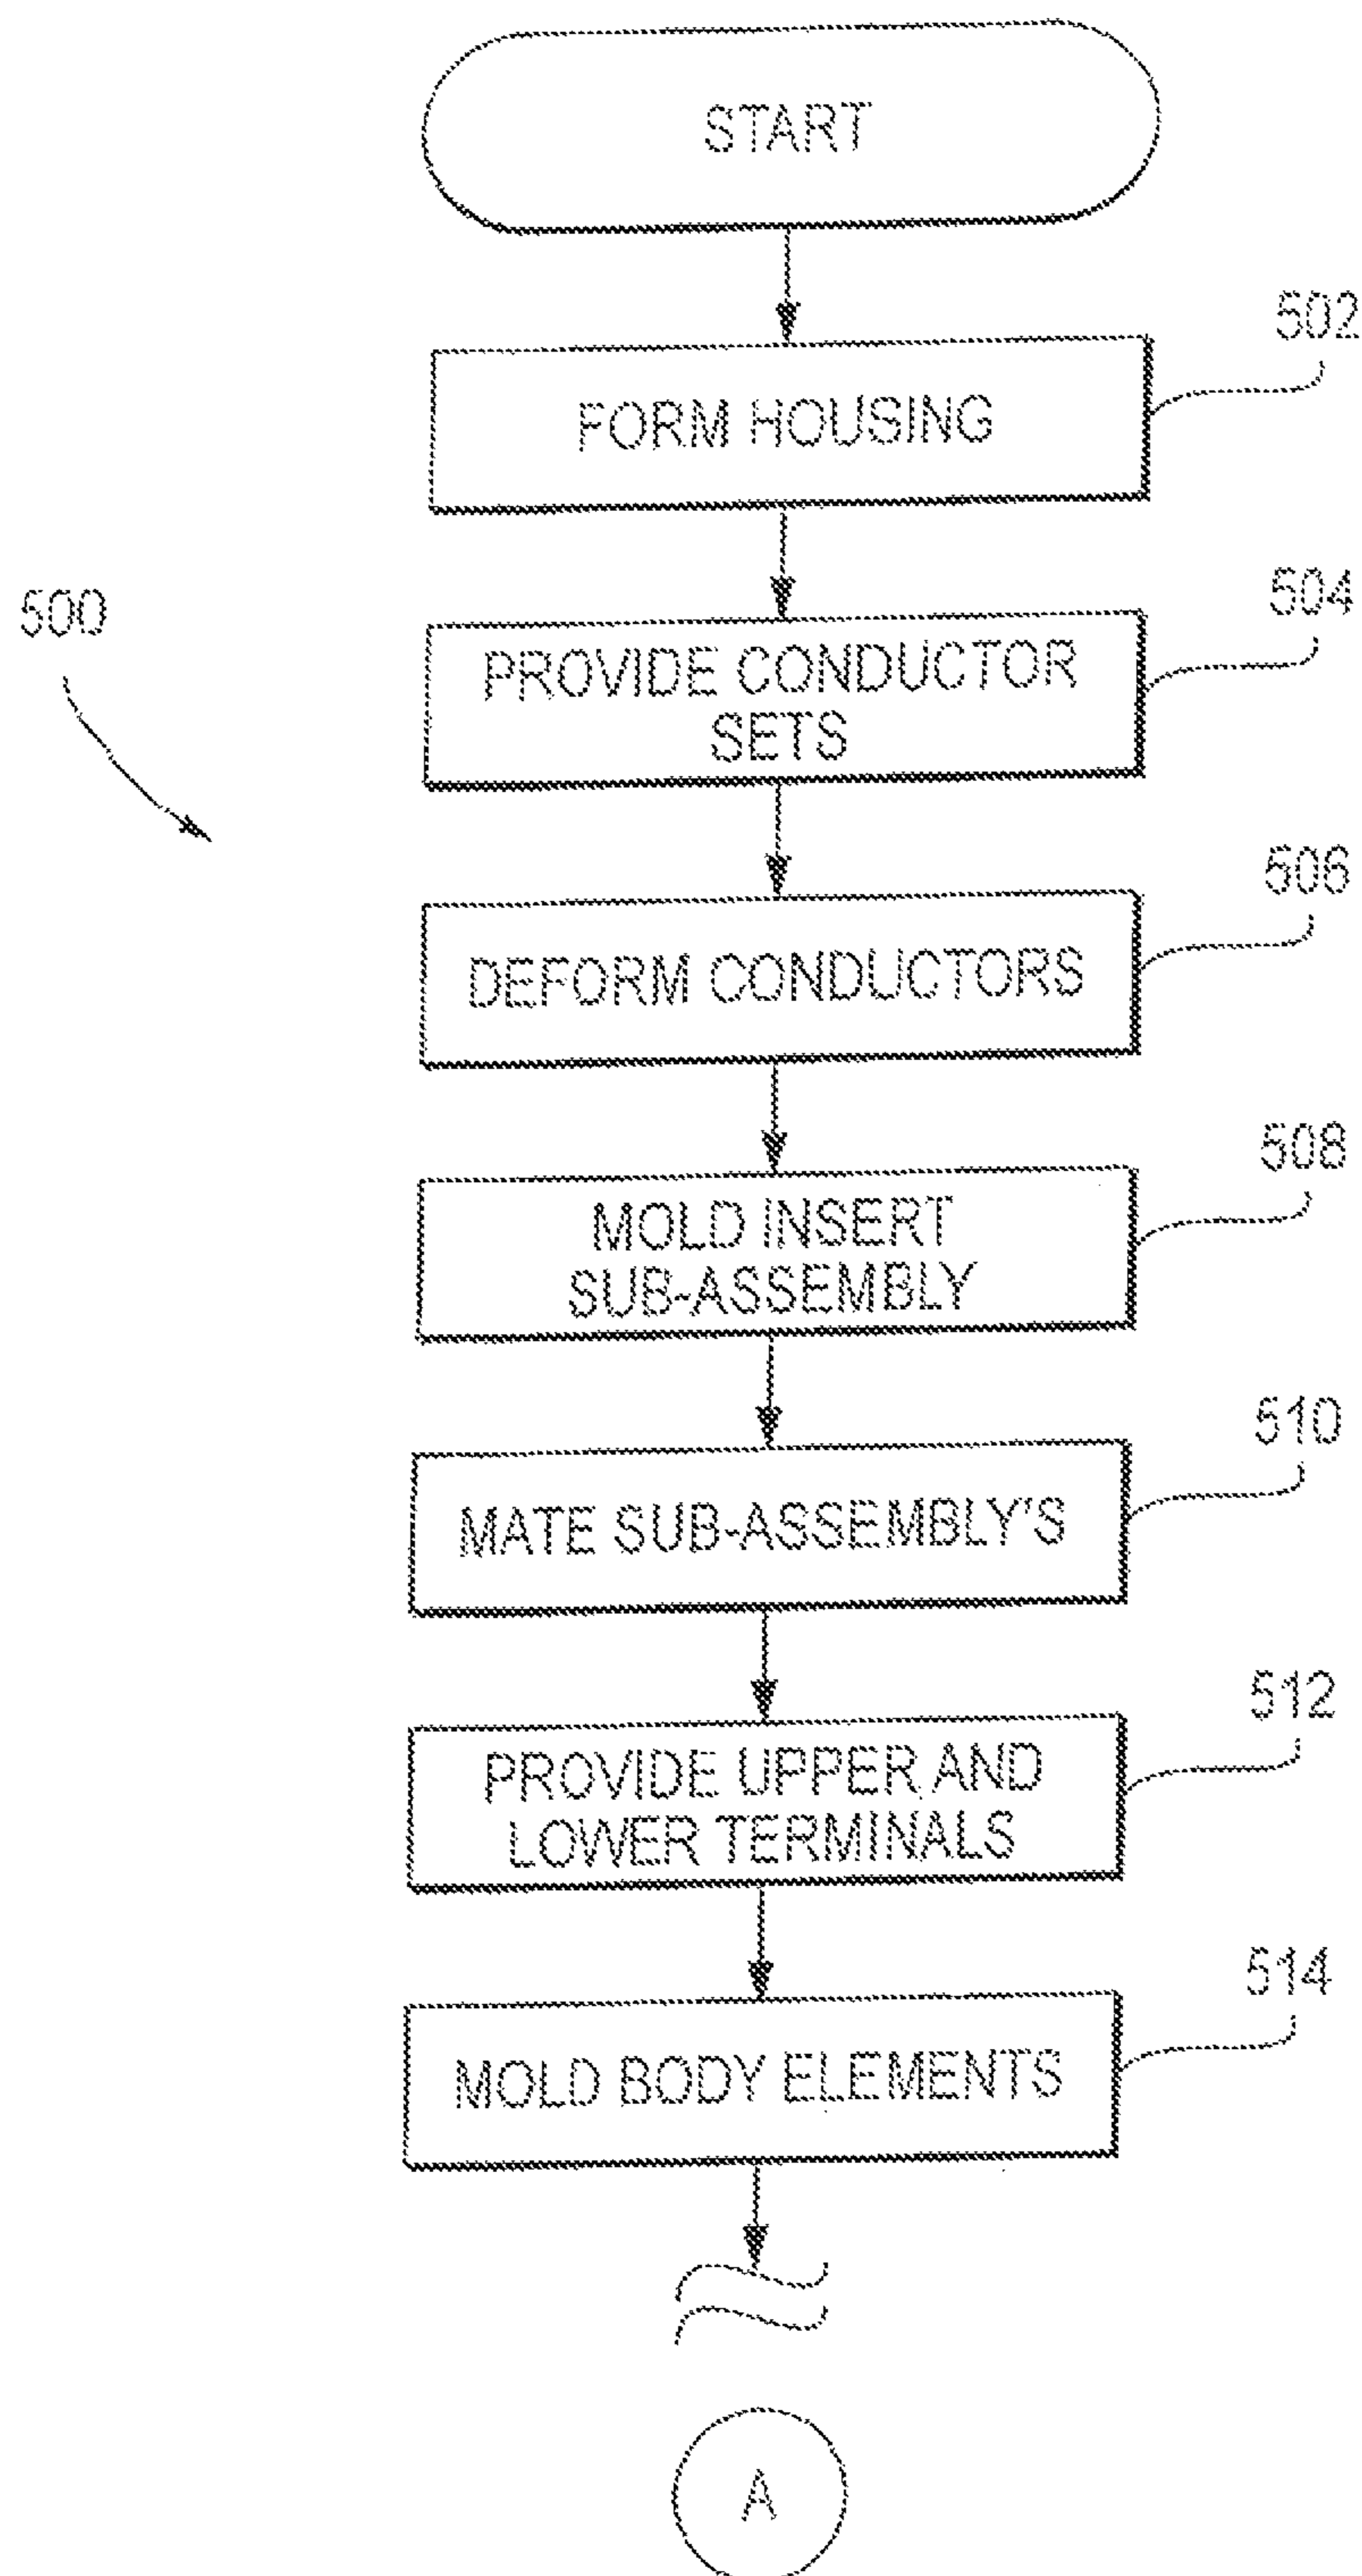 START
502
FORM HOUSING
500
504
PROVIDE CONDUCTOR
SETS
506
DEFORM CONDUCTORS
508
MOLD INSERT
SUB-ASSEMBLY
510
MATE SUB-ASSEMBLY'S
512
PROVIDE UPPER AND
LOWER TERMINALS
514
MOLD BODY ELEMENTS
A